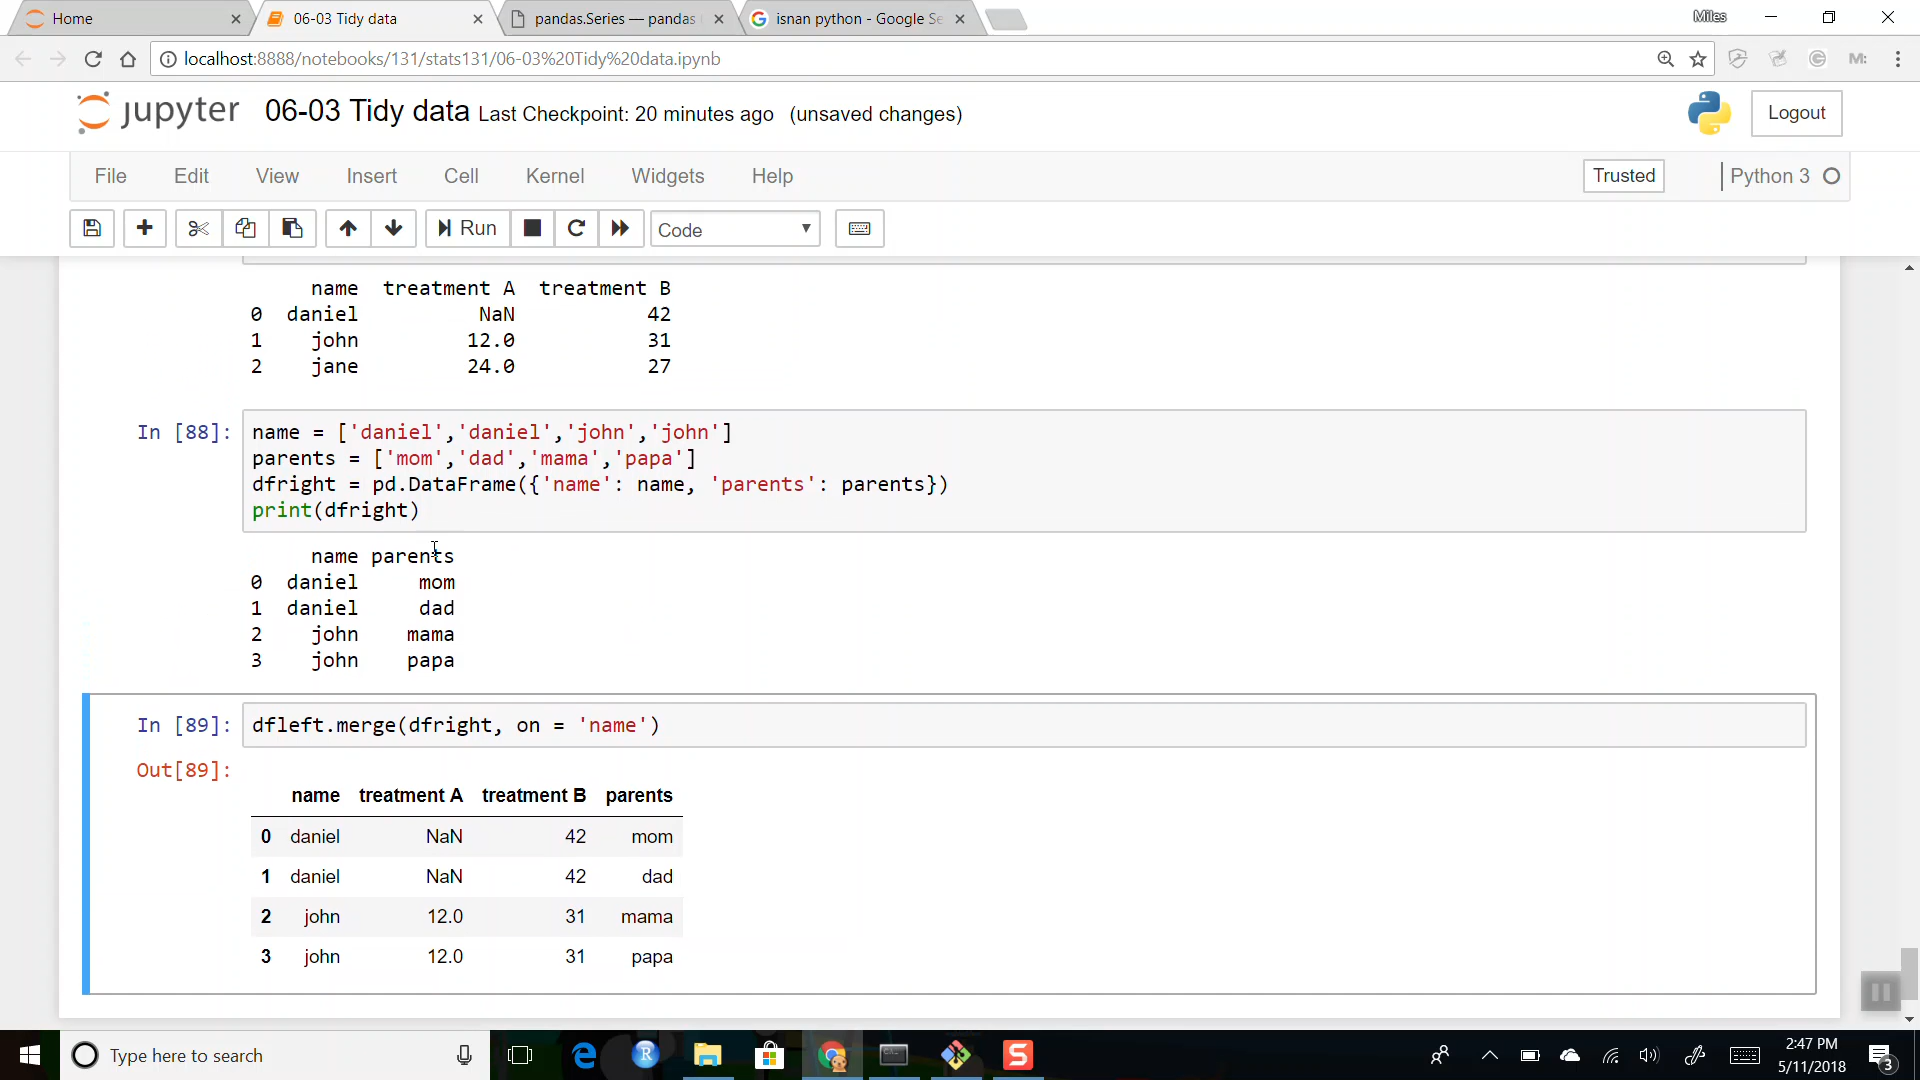 Home
06-03 Tidy data
pandas.Series — pandas
isnan python - Google Se
Miles
localhost:8888/notebooks/131/stats131/06-03%20Tidy%20data.ipynb
jupyter 06-03 Tidy data Last Checkpoint: 20 minutes ago (unsaved changes)
Logout
File Edit View Insert Cell Kernel Widgets Help
Trusted Python 3
Run Code
name treatment A treatment B
0 daniel NaN 42
1 john 12.0 31
2 jane 24.0 27
In [88]:
name = ['daniel','daniel','john','john']
parents = ['mom','dad','mama','papa']
dfright = pd.DataFrame({'name': name, 'parents': parents})
print(dfright)
name parents
0 daniel mom
1 daniel dad
2 john mama
3 john papa
In [89]: dfleft.merge(dfright, on = 'name')
Out[89]:
name treatment A treatment B parents
0 daniel NaN 42 mom
1 daniel NaN 42 dad
2 john 12.0 31 mama
3 john 12.0 31 papa
Type here to search
2:47 PM
5/11/2018
3